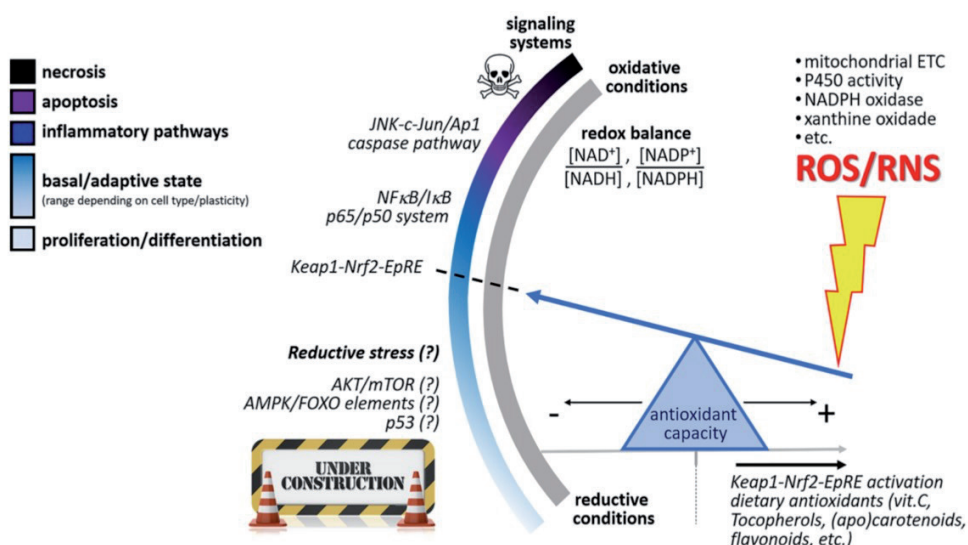 necrosis
apoptosis
inflammatory pathways
basal/adaptive state
(range depending on cell type/plasticity)
proliferation/differentiation
signaling
systems
JNK-c-Jun/Ap1
caspase pathway
NFκB/IκB
p65/p50 system
Keap1-Nrf2-EpRE
Reductive stress (?)
AKT/mTOR (?)
AMPK/FOXO elements (?)
p53 (?)
UNDER
CONSTRUCTION
oxidative
conditions
redox balance
[NAD+] , [NADP+]
[NADH] , [NADPH]
reductive
conditions
• mitochondrial ETC
• P450 activity
• NADPH oxidase
• xanthine oxidade
• etc.
ROS/RNS
- +
antioxidant
capacity
Keap1-Nrf2-EpRE activation
dietary antioxidants (vit.C,
Tocopherols, (apo)carotenoids,
flavonoids, etc.)